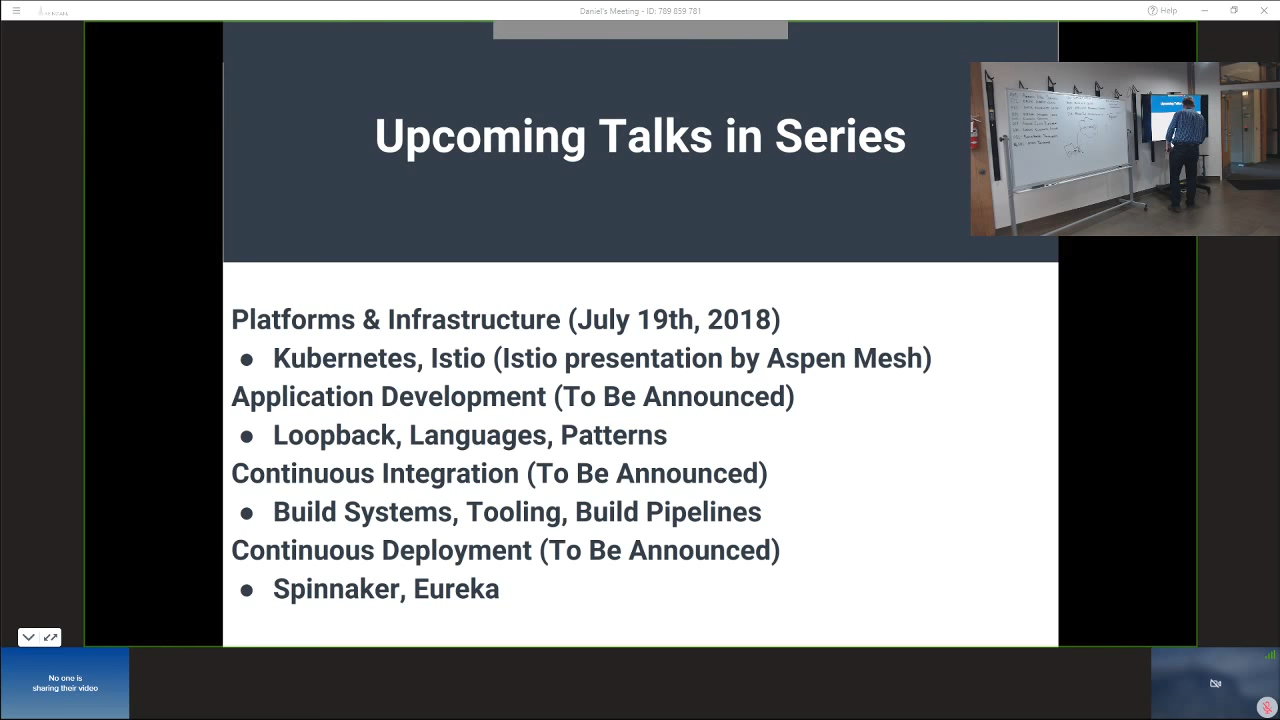 Daniel's Meeting - ID: 789 859 781
Help
Upcoming Talks in Series
Platforms & Infrastructure (July 19th, 2018)
● Kubernetes, Istio (Istio presentation by Aspen Mesh)
Application Development (To Be Announced)
● Loopback, Languages, Patterns
Continuous Integration (To Be Announced)
● Build Systems, Tooling, Build Pipelines
Continuous Deployment (To Be Announced)
● Spinnaker, Eureka
No one is
sharing their video